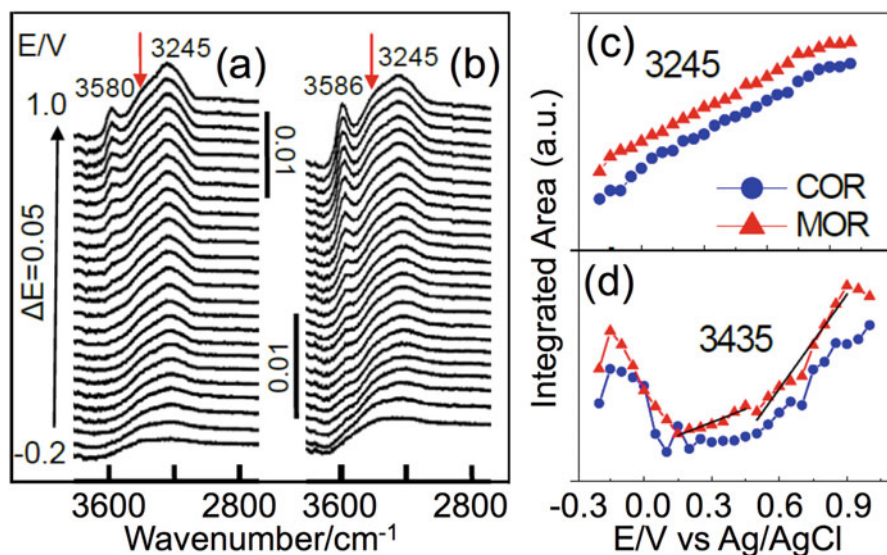 E/V
(a)
3245
3580
1.0
ΔE=0.05
-0.2
0.01
(b)
3245
3586
0.01
3600
2800
3600
2800
Wavenumber/cm-1
(c)
3245
COR
MOR
Integrated Area (a.u.)
(d)
3435
-0.3
0.0
0.3
0.6
0.9
E/V vs Ag/AgCl